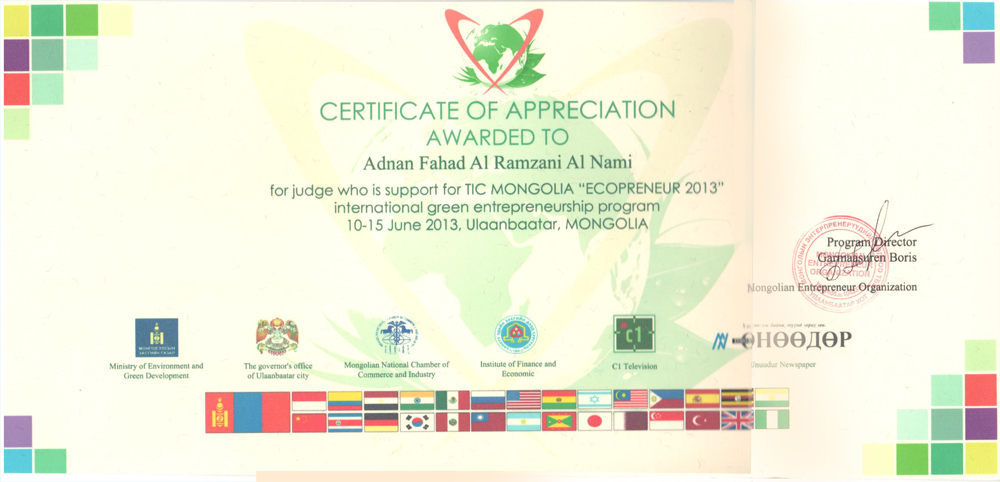 CERTIFICATE OF APPRECIATION
AWARDED TO
Adnan Fahad Al Ramzani Al Nami
for judge who is support for TIC MONGOLIA “ECOPRENEUR 2013”
international green entrepreneurship program
10-15 June 2013, Ulaanbaatar, MONGOLIA
Program Director
Garmaasuren Boris
Mongolian Entrepreneur Organization
MONGOLIAN
ENTREPRENEUR
ORGANIZATION
c1
ӨНӨӨДӨР
Ministry of Environment and
Green Development
The governor's office
of Ulaanbaatar city
Mongolian National Chamber of
Commerce and Industry
Institute of Finance and
Economic
C1 Television
Unuudur Newspaper